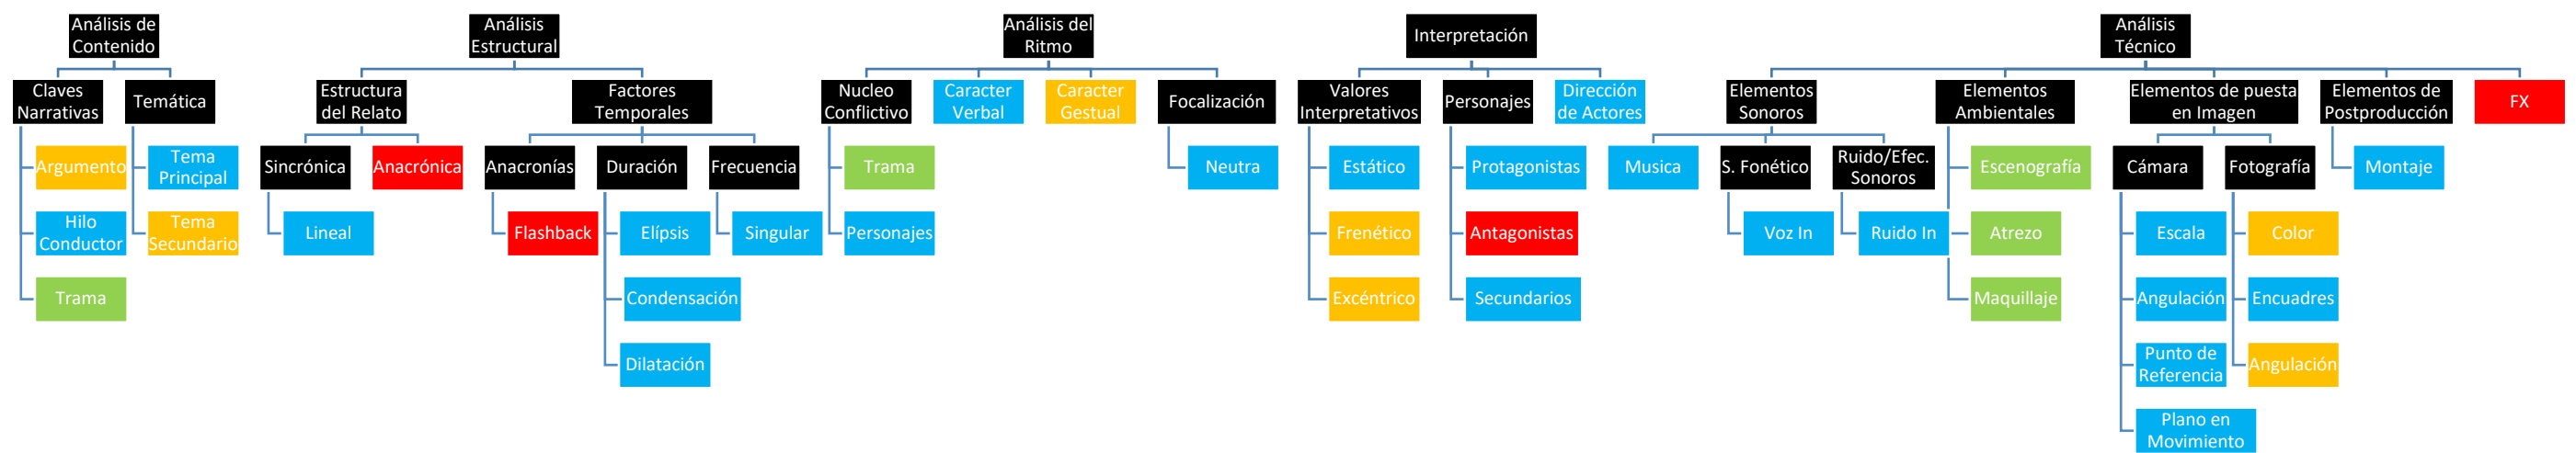 Análisis de
Contenido
Claves
Narrativas
Argumento
Hilo
Conductor
Trama
Temática
Tema
Principal
Tema
Secundario
Análisis
Estructural
Estructura
del Relato
Sincrónica
Lineal
Anacrónica
Factores
Temporales
Anacronías
Flashback
Duración
Elípsis
Condensación
Dilatación
Frecuencia
Singular
Análisis del
Ritmo
Nucleo
Conflictivo
Trama
Personajes
Caracter
Verbal
Caracter
Gestual
Focalización
Neutra
Interpretación
Valores
Interpretativos
Estático
Frenético
Excéntrico
Personajes
Protagonistas
Antagonistas
Secundarios
Dirección
de Actores
Análisis
Técnico
Elementos
Sonoros
Musica
S. Fonético
Voz In
Ruido/Efec.
Sonoros
Ruido In
Elementos
Ambientales
Escenografía
Atrezo
Maquillaje
Elementos de puesta
en Imagen
Cámara
Escala
Angulación
Punto de
Referencia
Plano en
Movimiento
Fotografía
Color
Encuadres
Angulación
Elementos de
Postproducción
Montaje
FX